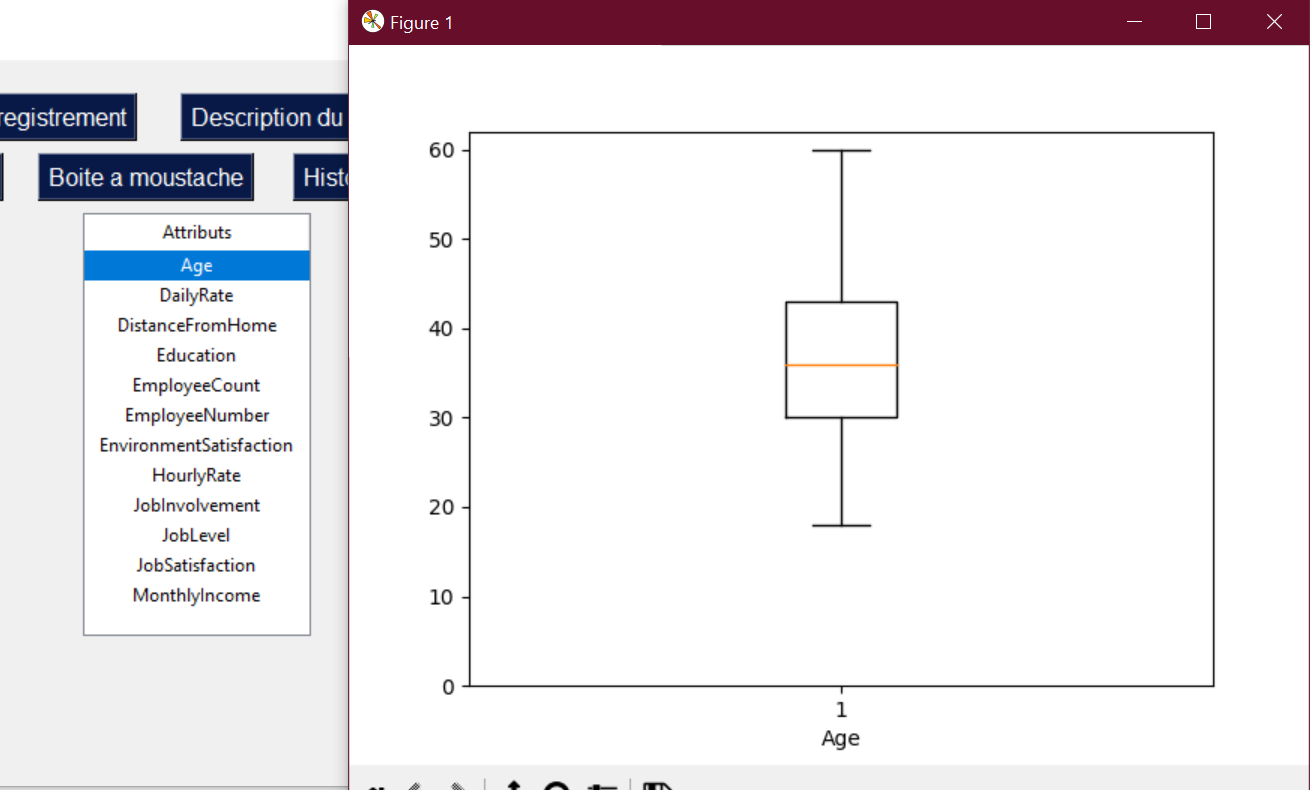 Figure 1
registrement
Description du
Boite a moustache
Attributs
Age
DailyRate
DistanceFromHome
Education
EmployeeCount
EmployeeNumber
EnvironmentSatisfaction
HourlyRate
JobInvolvement
JobLevel
JobSatisfaction
MonthlyIncome
60
50
40
30
20
10
0
1
Age